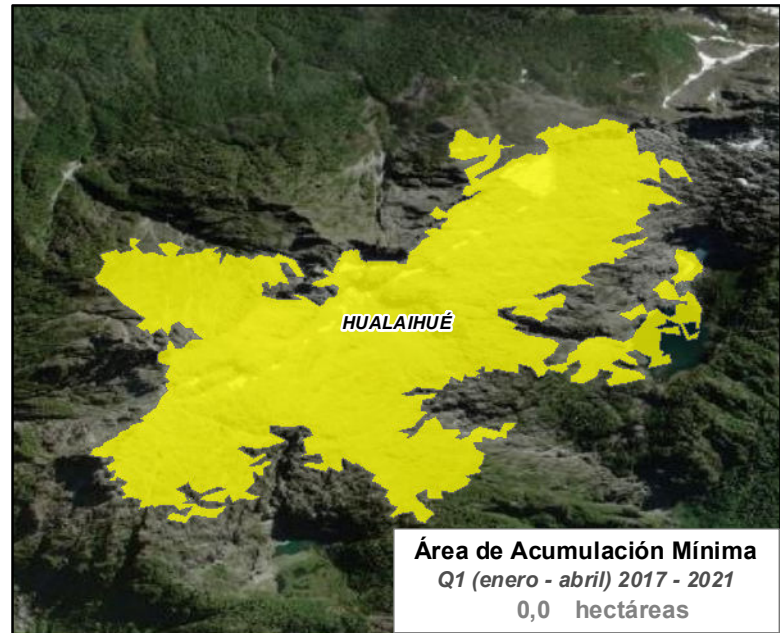 HUALAIHUÉ
Área de Acumulación Mínima
Q1 (enero - abril) 2017 - 2021
0,0 hectáreas